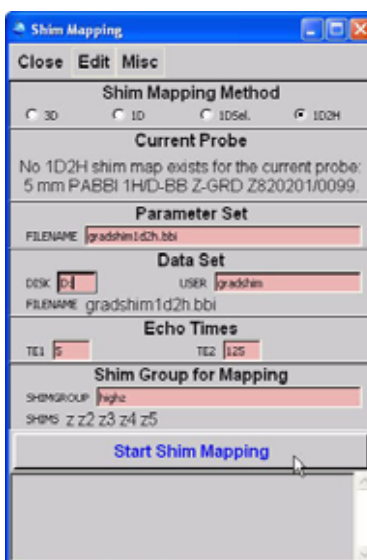 Shim Mapping
Close Edit Misc
Shim Mapping Method
3D 1D 1DSel. 1D2H
Current Probe
No 1D2H shim map exists for the current probe:
5 mm PABBI 1H/D-BB Z-GRD Z820201/0099.
Parameter Set
FILENAME gradshim1d2h.bbi
Data Set
DISK D: USER gradshim
FILENAME gradshim1d2h.bbi
Echo Times
TE1 5 TE2 125
Shim Group for Mapping
SHIMGROUP highz
SHIMS z z2 z3 z4 z5
Start Shim Mapping